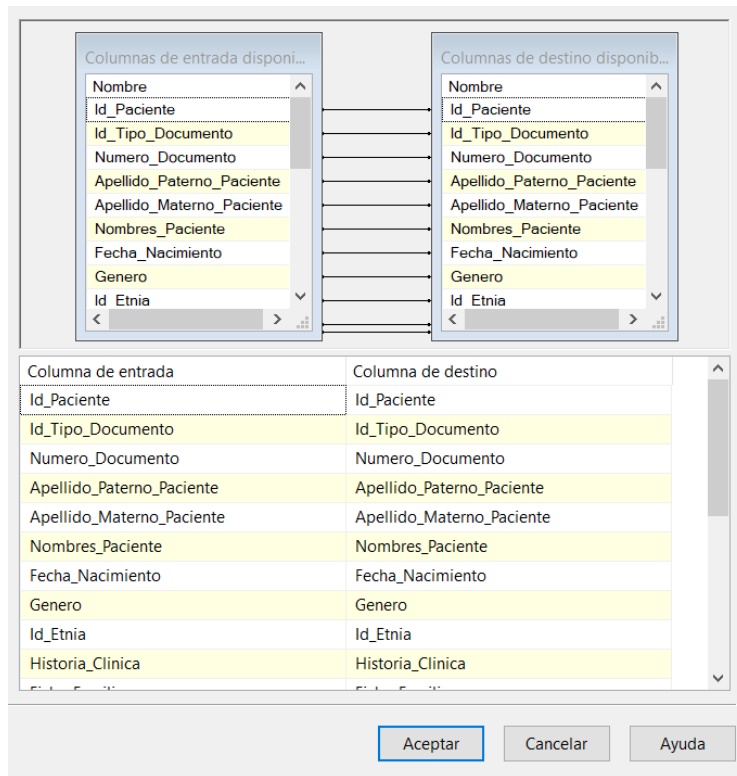 Columnas de entrada disponi... Columnas de destino disponib...
Nombre Nombre
Id_Paciente Id_Paciente
Id_Tipo_Documento Id_Tipo_Documento
Numero_Documento Numero_Documento
Apellido_Paterno_Paciente Apellido_Paterno_Paciente
Apellido_Materno_Paciente Apellido_Materno_Paciente
Nombres_Paciente Nombres_Paciente
Fecha_Nacimiento Fecha_Nacimiento
Genero Genero
Id_Etnia Id_Etnia
Columna de entrada Columna de destino
Id_Paciente Id_Paciente
Id_Tipo_Documento Id_Tipo_Documento
Numero_Documento Numero_Documento
Apellido_Paterno_Paciente Apellido_Paterno_Paciente
Apellido_Materno_Paciente Apellido_Materno_Paciente
Nombres_Paciente Nombres_Paciente
Fecha_Nacimiento Fecha_Nacimiento
Genero Genero
Id_Etnia Id_Etnia
Historia_Clinica Historia_Clinica
Aceptar Cancelar Ayuda